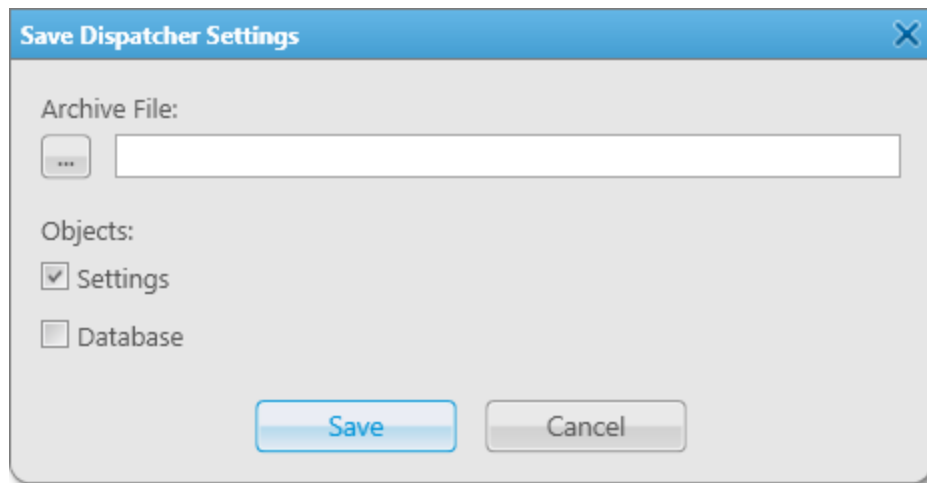 Save Dispatcher Settings
Archive File:
...
Objects:
Settings
Database
Save Cancel